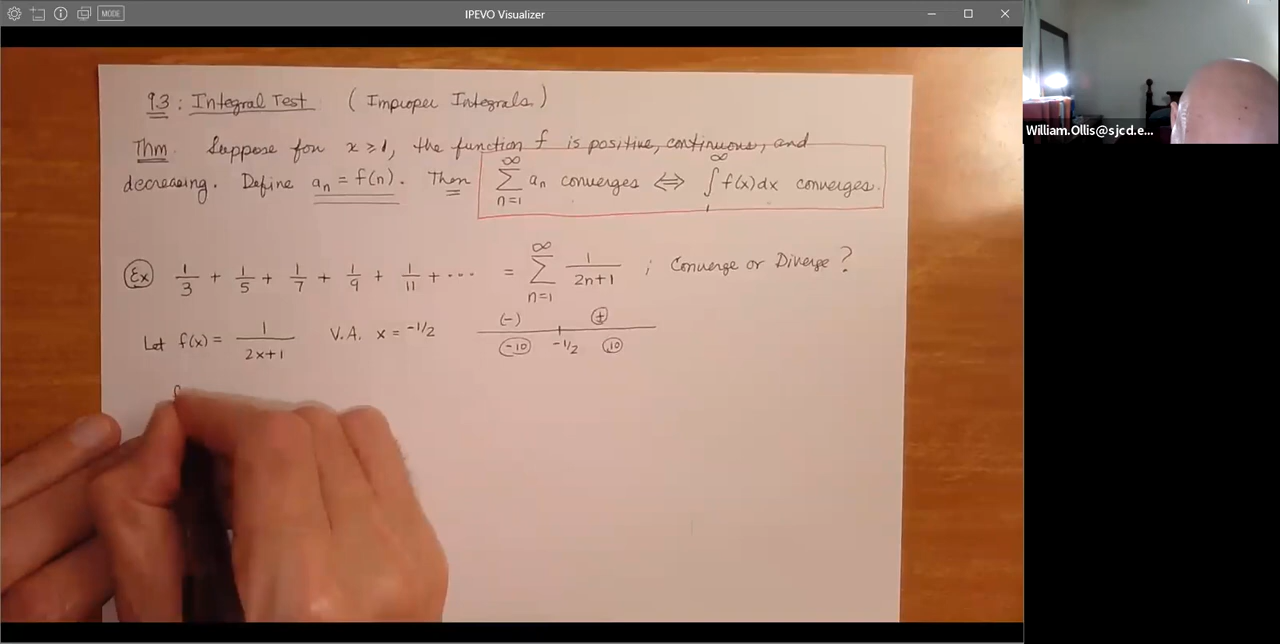 MODE
IPEVO Visualizer
William.Ollis@sjcd.e...
9.3 : Integral Test (Improper Integrals)
Thm. Suppose for x ≥ 1, the function f is positive, continuous, and
decreasing. Define aₙ = f(n). Then ∞ Σ n=1 aₙ converges ⇔ ∞ ∫ 1 f(x)dx converges.
Ex 1/3 + 1/5 + 1/7 + 1/9 + 1/11 + ··· = ∞ Σ n=1 1/2n+1 ; Converge or Diverge?
Let f(x) = 1/2x+1 V.A. x = -1/2 (-) +
-10 -1/2 10
f